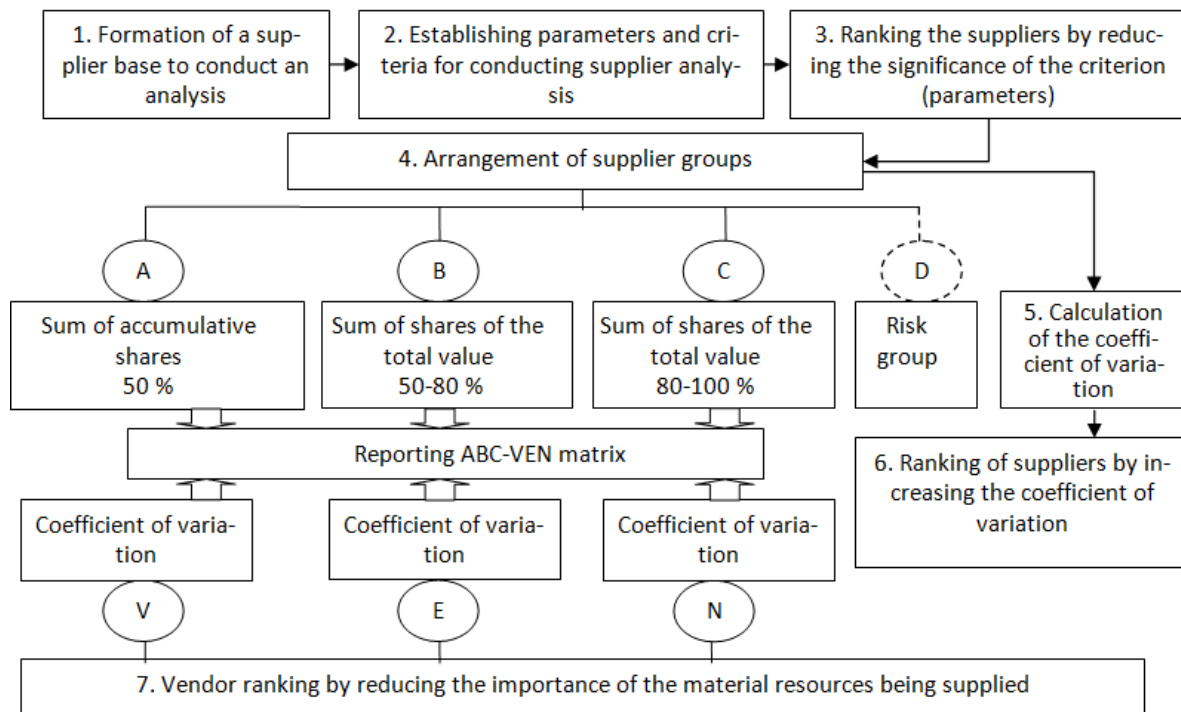 1. Formation of a sup-
plier base to conduct an
analysis
2. Establishing parameters and cri-
teria for conducting supplier analy-
sis
3. Ranking the suppliers by reduc-
ing the significance of the criterion
(parameters)
4. Arrangement of supplier groups
A
B
C
D
Sum of accumulative
shares
50 %
Sum of shares of the
total value
50-80 %
Sum of shares of the
total value
80-100 %
Risk
group
5. Calculation
of the coeffi-
cient of varia-
tion
Reporting ABC-VEN matrix
6. Ranking of suppliers by in-
creasing the coefficient of
variation
Coefficient of varia-
tion
Coefficient of varia-
tion
Coefficient of varia-
tion
V
E
N
7. Vendor ranking by reducing the importance of the material resources being supplied